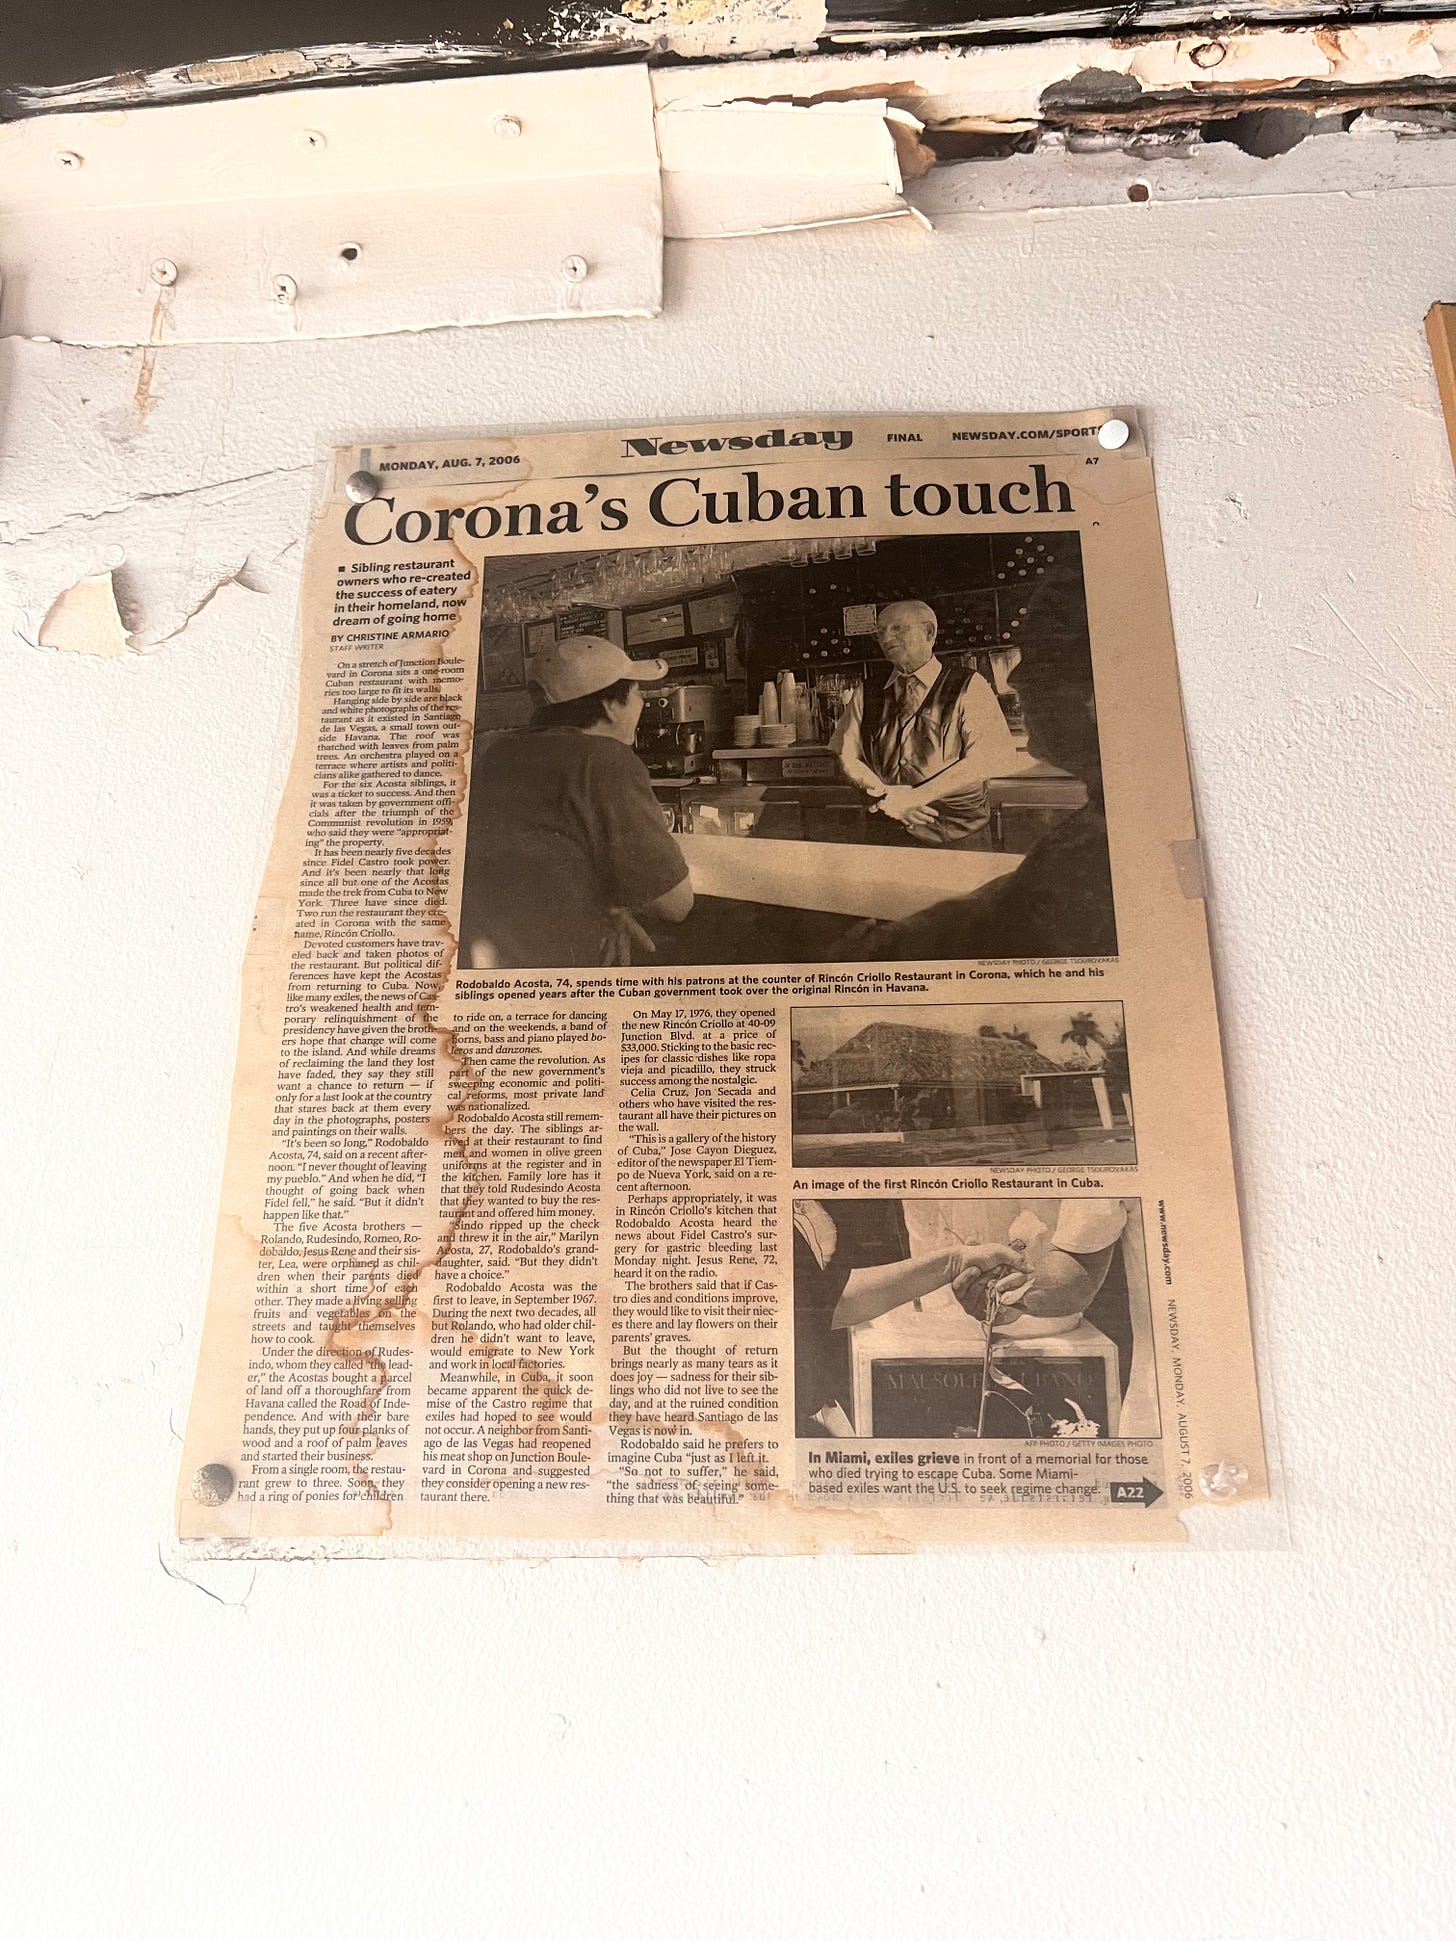 MONDAY, AUG. 7, 2006
Newsday
FINAL
NEWSDAY.COM/SPORTS
A7
Corona's Cuban touch
■ Sibling restaurant
owners who re-created
the success of eatery
in their homeland, now
dream of going home
BY CHRISTINE ARMARIO
STAFF WRITER
On a stretch of Junction Boule-
vard in Corona sits a one-room
Cuban restaurant with memo-
ries too large to fit its walls.
Hanging side by side are black
and white photographs of the res-
taurant as it existed in Santiago
de las Vegas, a small town out-
side Havana. The roof was
thatched with leaves from palm
trees. An orchestra played on a
terrace where artists and politi-
cians alike gathered to dance.
For the six Acosta siblings, it
was a ticket to success. And then
it was taken by government offi-
cials after the triumph of the
Communist revolution in 1959,
who said they were "appropriat-
ing" the property.
It has been nearly five decades
since Fidel Castro took power.
And it's been nearly that long
since all but one of the Acostas
made the trek from Cuba to New
York. Three have since died.
Two run the restaurant they cre-
ated in Corona with the same
name, Rincón Criollo.
Devoted customers have trav-
eled back and taken photos of
the restaurant. But political dif-
ferences have kept the Acostas
from returning to Cuba. Now,
like many exiles, the news of Cas-
tro's weakened health and tem-
porary relinquishment of the
presidency have given the broth-
ers hope that change will come
to the island. And while dreams
of reclaiming the land they lost
have faded, they say they still
want a chance to return — if
only for a last look at the country
that stares back at them every
day in the photographs, posters
and paintings on their walls.
"It's been so long," Rodobaldo
Acosta, 74, said on a recent after-
noon. "I never thought of leaving
my pueblo." And when he did, "I
thought of going back when
Fidel fell," he said. "But it didn't
happen like that."
The five Acosta brothers —
Rolando, Rudesindo, Romeo, Ro-
dobaldo, Jesus Rene and their sis-
ter, Lea, were orphaned as chil-
dren when their parents died
within a short time of each
other. They made a living selling
fruits and vegetables on the
streets and taught themselves
how to cook.
Under the direction of Rudes-
indo, whom they called "the lead-
er," the Acostas bought a parcel
of land off a thoroughfare from
Havana called the Road of Inde-
pendence. And with their bare
hands, they put up four planks of
wood and a roof of palm leaves
and started their business.
From a single room, the restau-
rant grew to three. Soon, they
had a ring of ponies for children
NEWSDAY PHOTO / GEORGE TSOUROVAKAS
Rodobaldo Acosta, 74, spends time with his patrons at the counter of Rincón Criollo Restaurant in Corona, which he and his
siblings opened years after the Cuban government took over the original Rincón in Havana.
to ride on, a terrace for dancing
and on the weekends, a band of
horns, bass and piano played bo-
leros and danzones.
Then came the revolution. As
part of the new government's
sweeping economic and politi-
cal reforms, most private land
was nationalized.
Rodobaldo Acosta still remem-
bers the day. The siblings ar-
rived at their restaurant to find
men and women in olive green
uniforms at the register and in
the kitchen. Family lore has it
that they told Rudesindo Acosta
that they wanted to buy the res-
taurant and offered him money.
"Sindo ripped up the check
and threw it in the air," Marilyn
Acosta, 27, Rodobaldo's grand-
daughter, said. "But they didn't
have a choice."
Rodobaldo Acosta was the
first to leave, in September 1967.
During the next two decades, all
but Rolando, who had older chil-
dren he didn't want to leave,
would emigrate to New York
and work in local factories.
Meanwhile, in Cuba, it soon
became apparent the quick de-
mise of the Castro regime that
exiles had hoped to see would
not occur. A neighbor from Santi-
ago de las Vegas had reopened
his meat shop on Junction Boule-
vard in Corona and suggested
they consider opening a new res-
taurant there.
On May 17, 1976, they opened
the new Rincón Criollo at 40-09
Junction Blvd. at a price of
$33,000. Sticking to the basic rec-
ipes for classic dishes like ropa
vieja and picadillo, they struck
success among the nostalgic.
Celia Cruz, Jon Secada and
others who have visited the res-
taurant all have their pictures on
the wall.
"This is a gallery of the history
of Cuba," Jose Cayon Dieguez,
editor of the newspaper El Tiem-
po de Nueva York, said on a re-
cent afternoon.
Perhaps appropriately, it was
in Rincón Criollo's kitchen that
Rodobaldo Acosta heard the
news about Fidel Castro's sur-
gery for gastric bleeding last
Monday night. Jesus Rene, 72,
heard it on the radio.
The brothers said that if Cas-
tro dies and conditions improve,
they would like to visit their niec-
es there and lay flowers on their
parents' graves.
But the thought of return
brings nearly as many tears as it
does joy — sadness for their sib-
lings who did not live to see the
day, and at the ruined condition
they have heard Santiago de las
Vegas is now in.
Rodobaldo said he prefers to
imagine Cuba "just as I left it.
"So not to suffer," he said,
"the sadness of seeing some-
thing that was beautiful."
NEWSDAY PHOTO / GEORGE TSOUROVAKAS
An image of the first Rincón Criollo Restaurant in Cuba.
AFP PHOTO / GETTY IMAGES PHOTO
In Miami, exiles grieve in front of a memorial for those
who died trying to escape Cuba. Some Miami-
based exiles want the U.S. to seek regime change.
A22
www.newsday.com
NEWSDAY, MONDAY, AUGUST 7, 2006